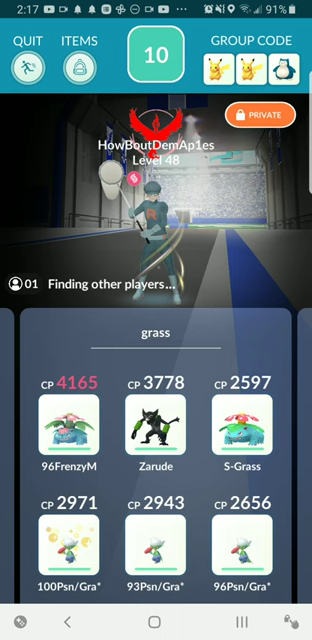 2:17
91%
QUIT
ITEMS
10
GROUP CODE
PRIVATE
HowBoutDemAp1es
Level 48
01 Finding other players...
grass
CP 4165
CP 3778
CP 2597
96FrenzyM
Zarude
S-Grass
CP 2971
CP 2943
CP 2656
100Psn/Gra*
93Psn/Gra*
96Psn/Gra*